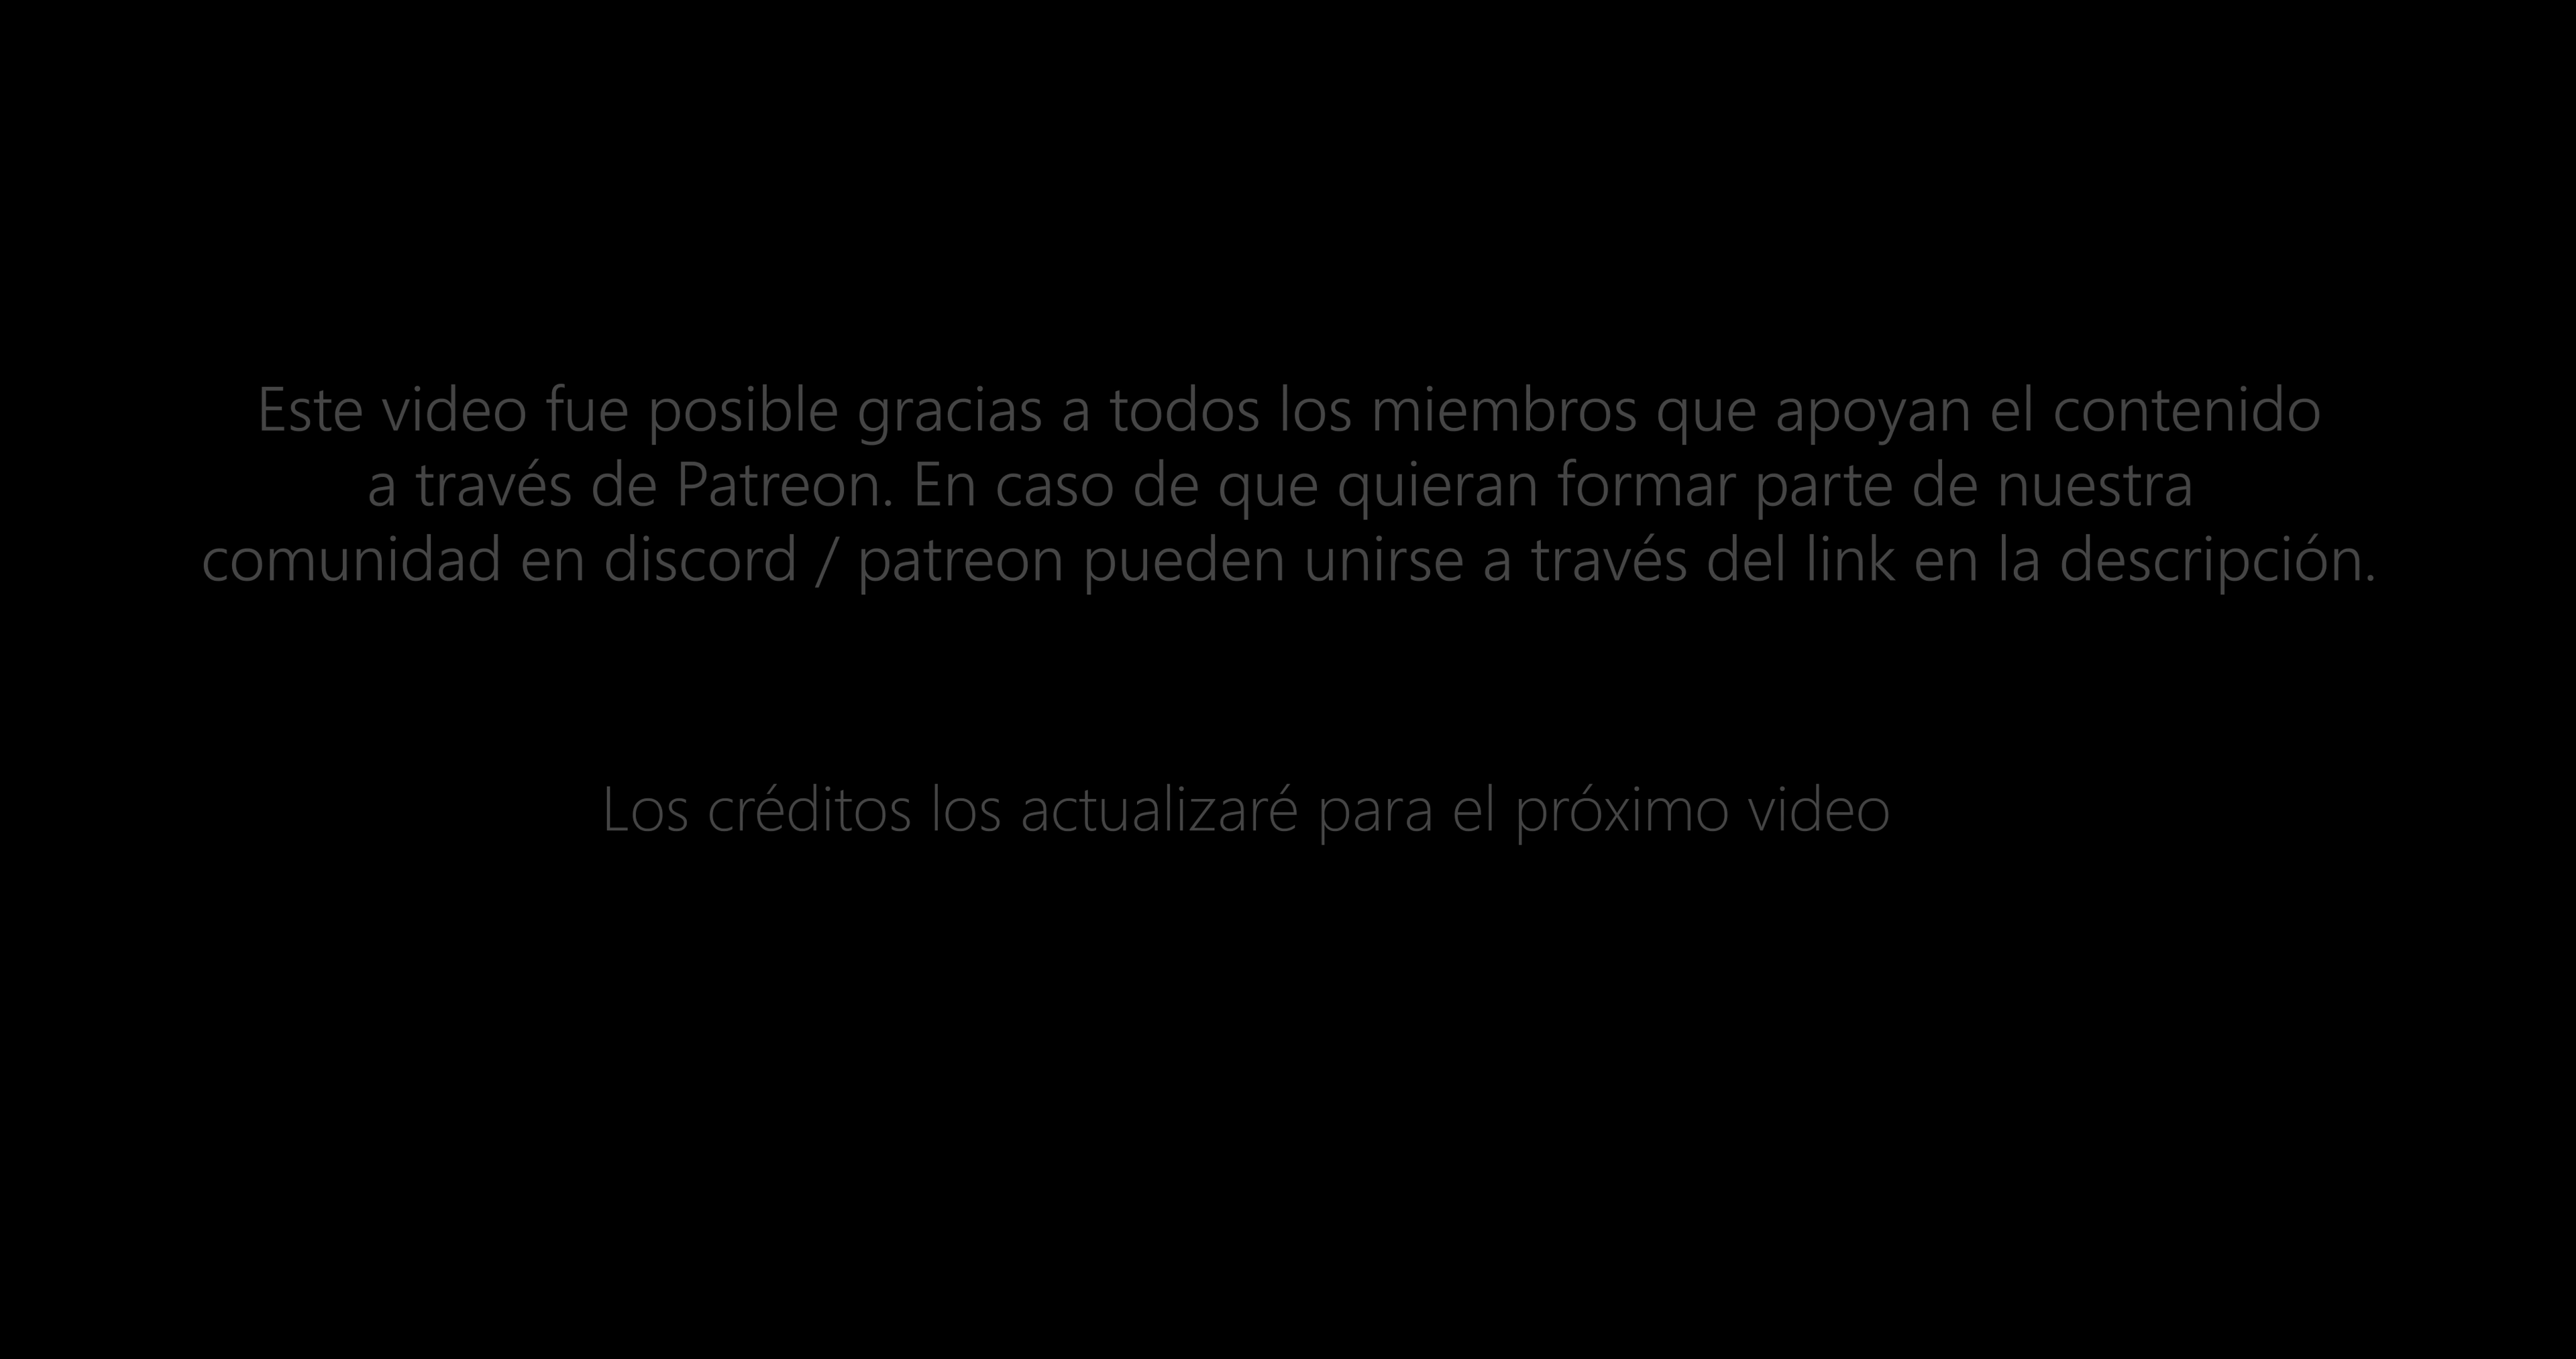 Este video fue posible gracias a todos los miembros que apoyan el contenido
a través de Patreon. En caso de que quieran formar parte de nuestra
comunidad en discord / patreon pueden unirse a través del link en la descripción.
Los créditos los actualizaré para el próximo video